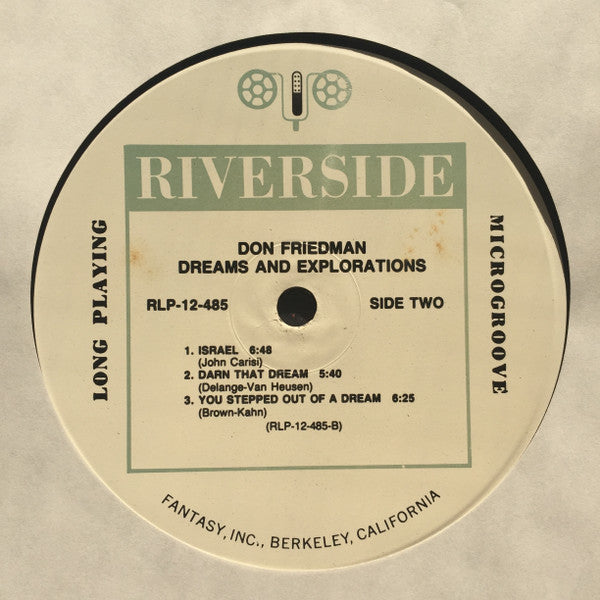 RIVERSIDE
LONG PLAYING
MICROGROOVE
DON FRIEDMAN
DREAMS AND EXPLORATIONS
RLP-12-485 SIDE TWO
1. ISRAEL 6:48
(John Carisi)
2. DARN THAT DREAM 5:40
(Delange-Van Heusen)
3. YOU STEPPED OUT OF A DREAM 6:25
(Brown-Kahn)
(RLP-12-485-B)
FANTASY, INC., BERKELEY, CALIFORNIA